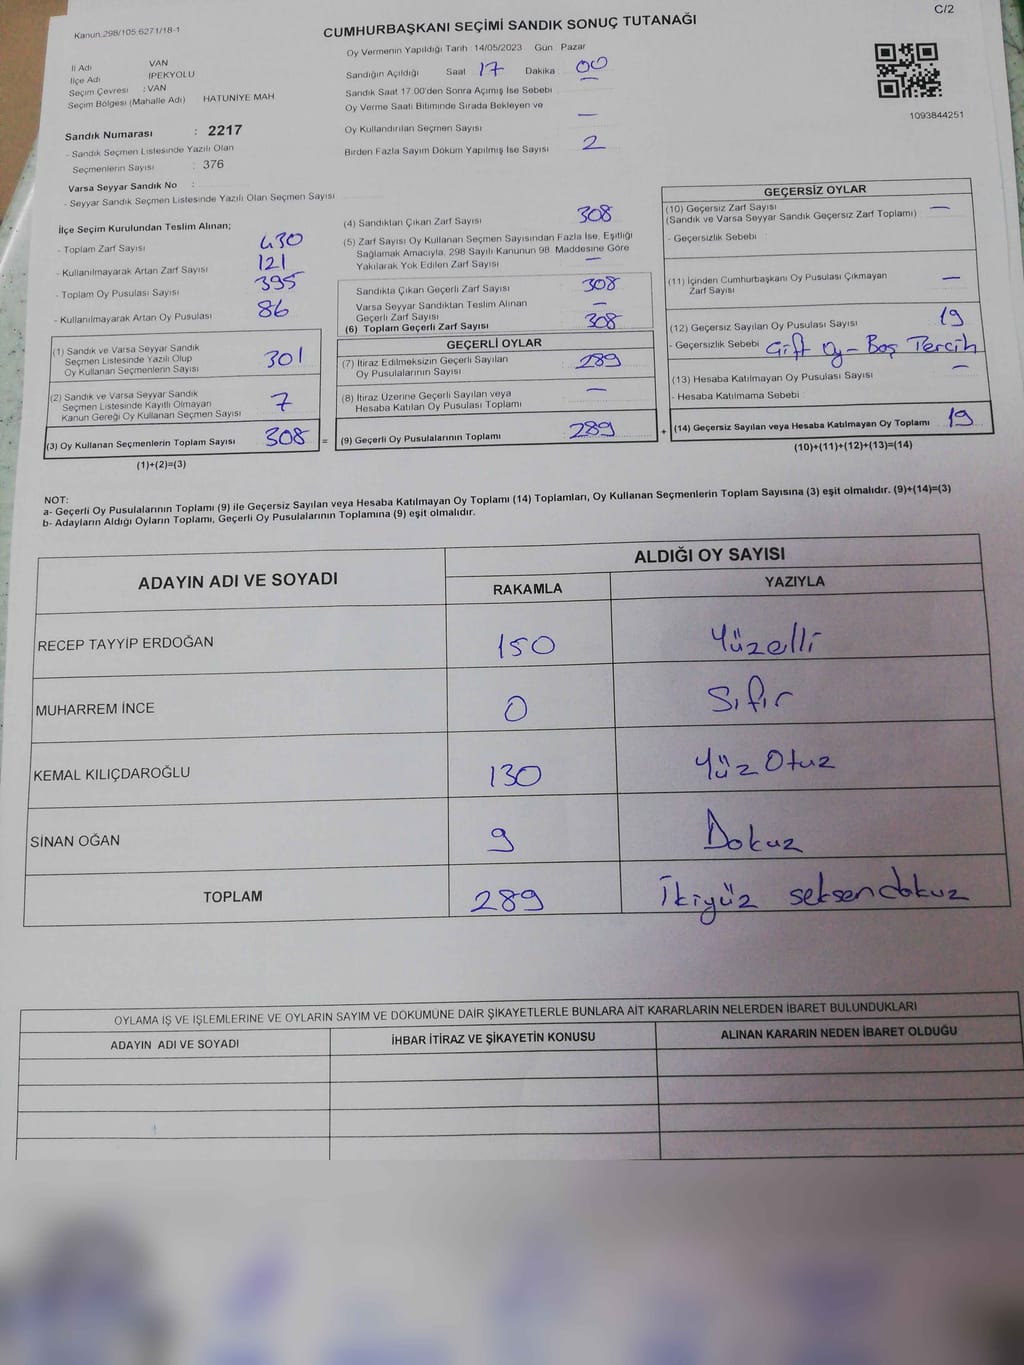 C/2
Kanun.298/105.6271/18-1
CUMHURBAŞKANI SEÇİMİ SANDIK SONUÇ TUTANAĞI
İl Adı VAN
İlçe Adı İPEKYOLU
Seçim Çevresi : VAN
Seçim Bölgesi (Mahalle Adı) HATUNİYE MAH
Sandık Numarası : 2217
- Sandık Seçmen Listesinde Yazılı Olan
Seçmenlerin Sayısı : 376
Varsa Seyyar Sandık No :
- Seyyar Sandık Seçmen Listesinde Yazılı Olan Seçmen Sayısı
Oy Vermenin Yapıldığı Tarih : 14/05/2023 Gün : Pazar
Sandığın Açıldığı Saat 17 Dakika 00
Sandık Saat 17.00'den Sonra Açımış İse Sebebi
Oy Verme Saati Bitiminde Sırada Bekleyen ve
Oy Kullandırılan Seçmen Sayısı —
Birden Fazla Sayım Döküm Yapılmış İse Sayısı 2
1093844251
İlçe Seçim Kurulundan Teslim Alınan;
- Toplam Zarf Sayısı 430
- Kullanılmayarak Artan Zarf Sayısı 121
- Toplam Oy Pusulası Sayısı 395
- Kullanılmayarak Artan Oy Pusulası 86
(1) Sandık ve Varsa Seyyar Sandık
Seçmen Listesinde Yazılı Olup
Oy Kullanan Seçmenlerin Sayısı 301
(2) Sandık ve Varsa Seyyar Sandık
Seçmen Listesinde Kayıtlı Olmayan
Kanun Gereği Oy Kullanan Seçmen Sayısı 7
(3) Oy Kullanan Seçmenlerin Toplam Sayısı 308 =
(1)+(2)=(3)
(4) Sandıktan Çıkan Zarf Sayısı 308
(5) Zarf Sayısı Oy Kullanan Seçmen Sayısından Fazla İse, Eşitliği
Sağlamak Amacıyla, 298 Sayılı Kanunun 98. Maddesine Göre
Yakılarak Yok Edilen Zarf Sayısı —
Sandıkta Çıkan Geçerli Zarf Sayısı 308
Varsa Seyyar Sandıktan Teslim Alınan
Geçerli Zarf Sayısı —
(6) Toplam Geçerli Zarf Sayısı 308
GEÇERLİ OYLAR
(7) İtiraz Edilmeksizin Geçerli Sayılan
Oy Pusulalarının Sayısı 289
(8) İtiraz Üzerine Geçerli Sayılan veya
Hesaba Katılan Oy Pusulası Toplamı —
(9) Geçerli Oy Pusulalarının Toplamı 289 +
GEÇERSİZ OYLAR
(10) Geçersiz Zarf Sayısı —
(Sandık ve Varsa Seyyar Sandık Geçersiz Zarf Toplamı)
- Geçersizlik Sebebi :
(11) İçinden Cumhurbaşkanı Oy Pusulası Çıkmayan
Zarf Sayısı —
(12) Geçersiz Sayılan Oy Pusulası Sayısı 19
- Geçersizlik Sebebi Çift oy - Boş Tercih
(13) Hesaba Katılmayan Oy Pusulası Sayısı —
- Hesaba Katılmama Sebebi
(14) Geçersiz Sayılan veya Hesaba Katılmayan Oy Toplamı 19
(10)+(11)+(12)+(13)=(14)
NOT:
a- Geçerli Oy Pusulalarının Toplamı (9) ile Geçersiz Sayılan veya Hesaba Katılmayan Oy Toplamı (14) Toplamları, Oy Kullanan Seçmenlerin Toplam Sayısına (3) eşit olmalıdır. (9)+(14)=(3)
b- Adayların Aldığı Oyların Toplamı, Geçerli Oy Pusulalarının Toplamına (9) eşit olmalıdır.
ADAYIN ADI VE SOYADI
ALDIĞI OY SAYISI
RAKAMLA YAZIYLA
RECEP TAYYİP ERDOĞAN 150 Yüzelli
MUHARREM İNCE 0 Sıfır
KEMAL KILIÇDAROĞLU 130 Yüz Otuz
SİNAN OĞAN 9 Dokuz
TOPLAM 289 İkiyüz seksendokuz
OYLAMA İŞ VE İŞLEMLERİNE VE OYLARIN SAYIM VE DÖKÜMÜNE DAİR ŞİKAYETLERLE BUNLARA AİT KARARLARIN NELERDEN İBARET BULUNDUKLARI
ADAYIN ADI VE SOYADI İHBAR İTİRAZ VE ŞİKAYETİN KONUSU ALINAN KARARIN NEDEN İBARET OLDUĞU